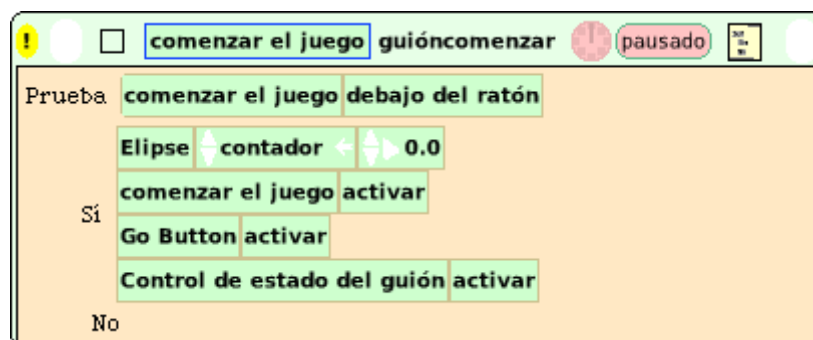 ! comenzar el juego guióncomenzar pausado
Prueba comenzar el juego debajo del ratón
Elipse contador 0.0
comenzar el juego activar
Sí
Go Button activar
Control de estado del guión activar
No